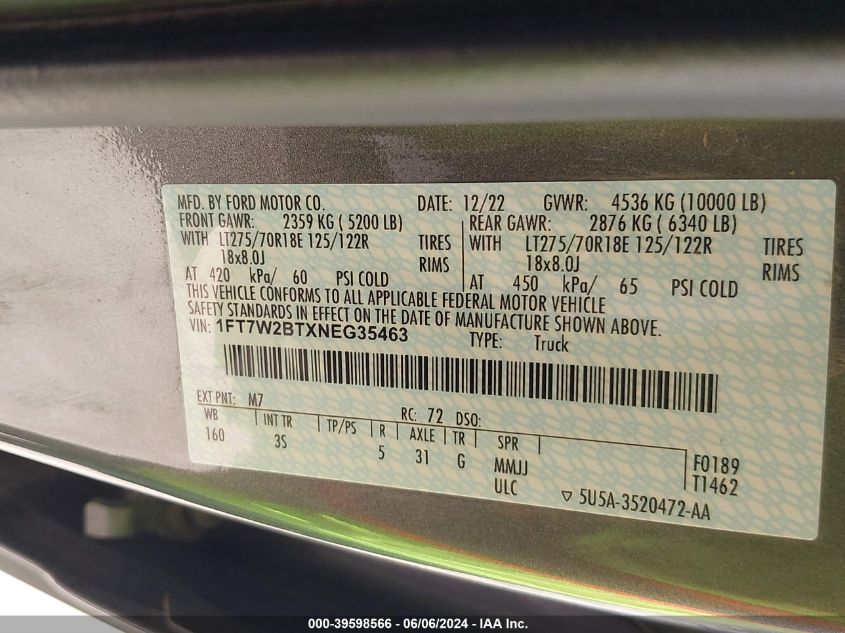 MFD. BY FORD MOTOR CO. DATE: 12/22 GVWR: 4536 KG (10000 LB)
FRONT GAWR: 2359 KG ( 5200 LB) REAR GAWR: 2876 KG ( 6340 LB)
WITH LT275/70R18E 125/122R TIRES WITH LT275/70R18E 125/122R TIRES
18x8.0J RIMS 18x8.0J RIMS
AT 420 kPa/ 60 PSI COLD AT 450 kPa/ 65 PSI COLD
THIS VEHICLE CONFORMS TO ALL APPLICABLE FEDERAL MOTOR VEHICLE
SAFETY STANDARDS IN EFFECT ON THE DATE OF MANUFACTURE SHOWN ABOVE.
VIN: 1FT7W2BTXNEG35463 TYPE: Truck
EXT PNT: M7 RC: 72 DSO:
WB INT TR TP/PS R AXLE TR SPR
160 3S 5 31 G MMJJ F0189
ULC T1462
▽ 5U5A-3520472-AA
000-39598566 / 06/06/2024 - IAA Inc.